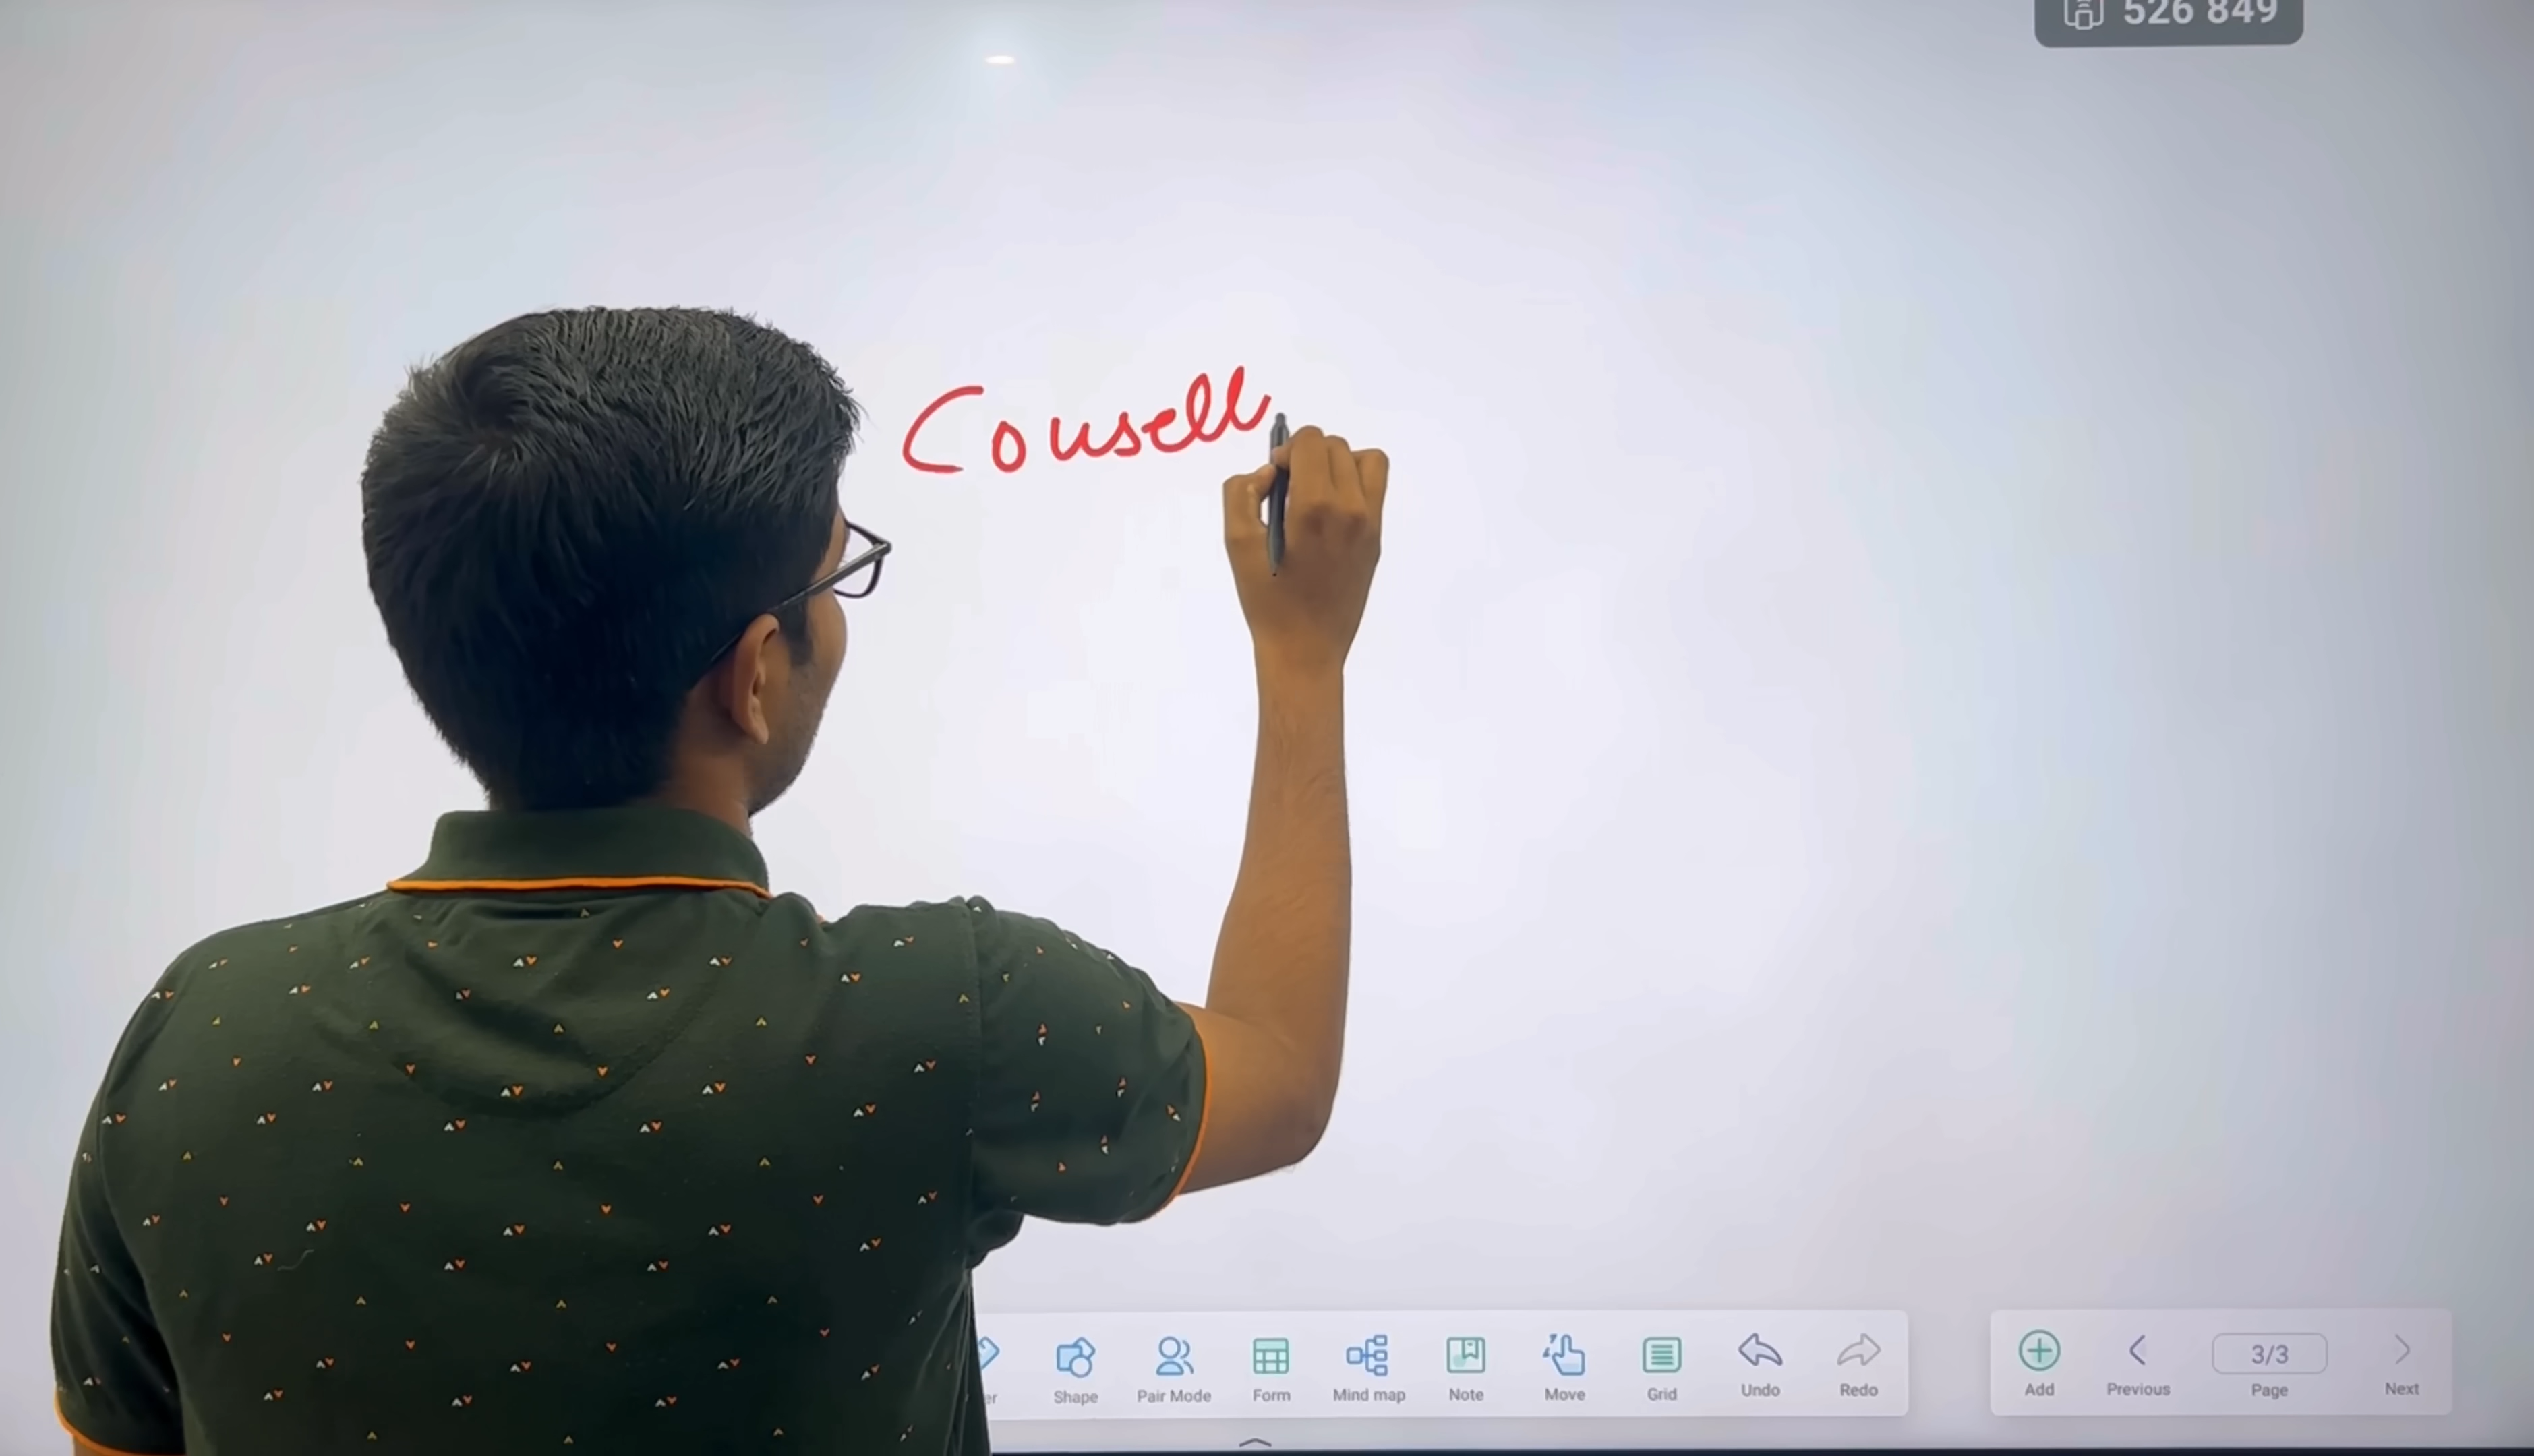 526 849
Cousell
Shape Pair Mode Form Mind map Note Move Grid Undo Redo
Add Previous 3/3 Page Next